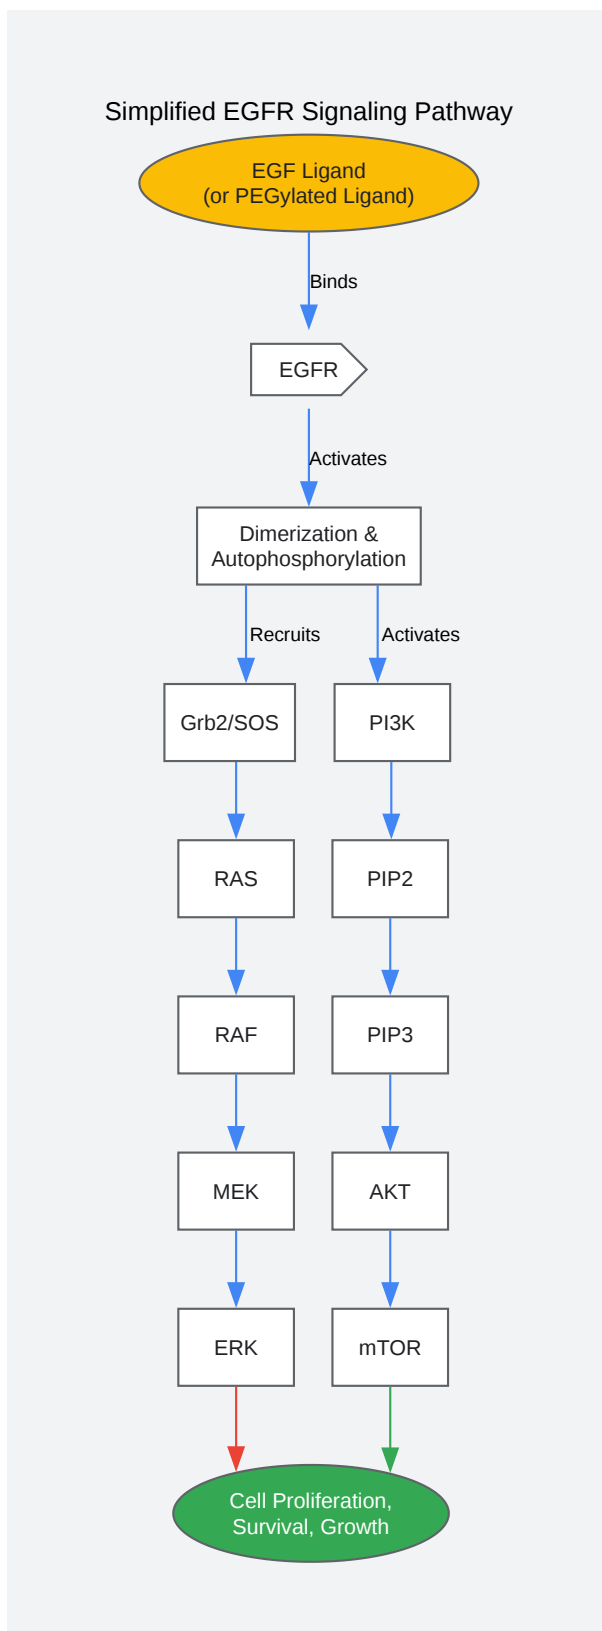 Simplified EGFR Signaling Pathway
EGF Ligand
(or PEGylated Ligand)
Binds
EGFR
Activates
Dimerization &
Autophosphorylation
Recruits
Activates
Grb2/SOS
PI3K
RAS
PIP2
RAF
PIP3
MEK
AKT
ERK
mTOR
Cell Proliferation,
Survival, Growth